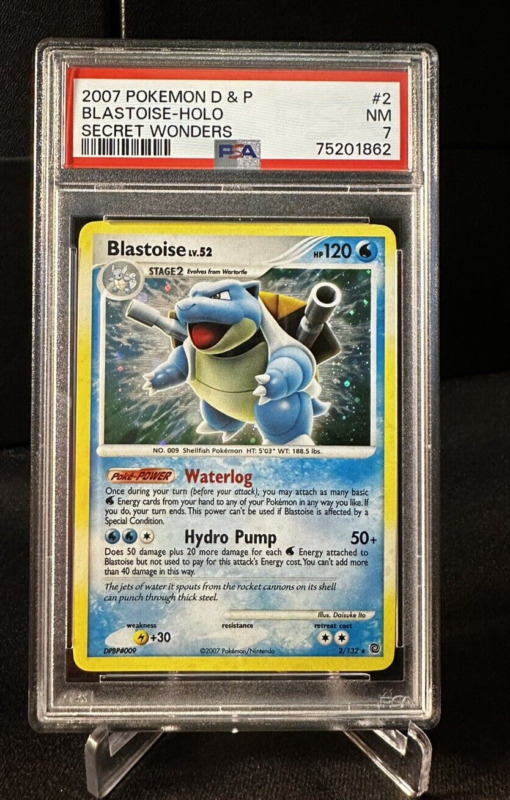 2007 POKEMON D & P #2
BLASTOISE-HOLO NM
SECRET WONDERS 7
PSA 75201862
Blastoise LV.52 HP 120
STAGE 2 Evolves from Wartortle
NO. 009 Shellfish Pokémon HT: 5'03" WT: 188.5 lbs.
Poké-POWER Waterlog
Once during your turn (before your attack), you may attach as many basic
Energy cards from your hand to any of your Pokémon in any way you like. If
you do, your turn ends. This power can't be used if Blastoise is affected by a
Special Condition.
Hydro Pump 50+
Does 50 damage plus 20 more damage for each Energy attached to
Blastoise but not used to pay for this attack's Energy cost. You can't add more
than 40 damage in this way.
The jets of water it spouts from the rocket cannons on its shell
can punch through thick steel.
Illus. Daisuke Ito
weakness resistance retreat cost
+30
DPBP#009 ©2007 Pokémon/Nintendo 2/132 ★
PSA